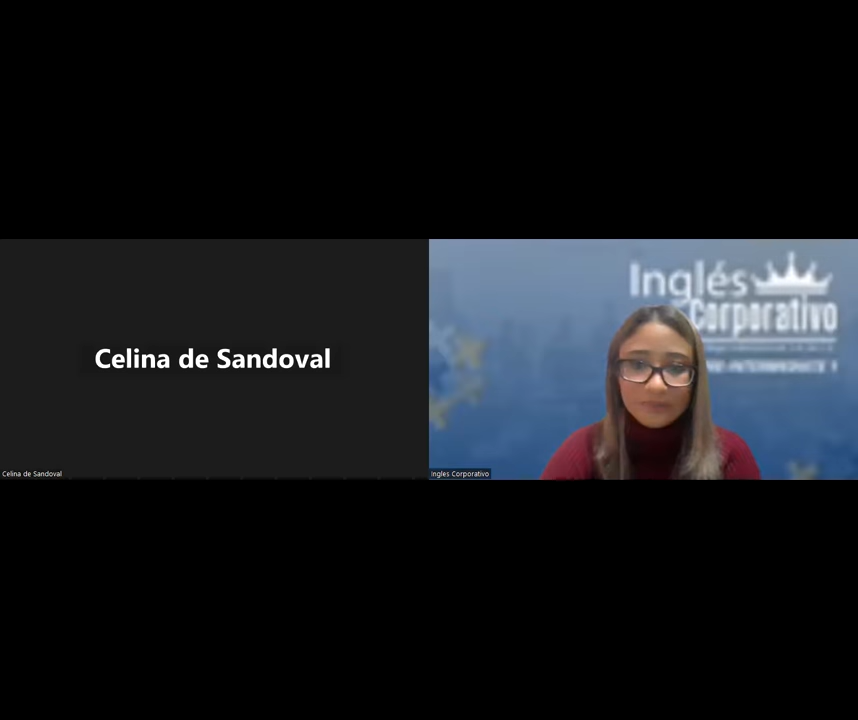 Celina de Sandoval
Celina de Sandoval
Inglés
Corporativo
Ingles Corporativo